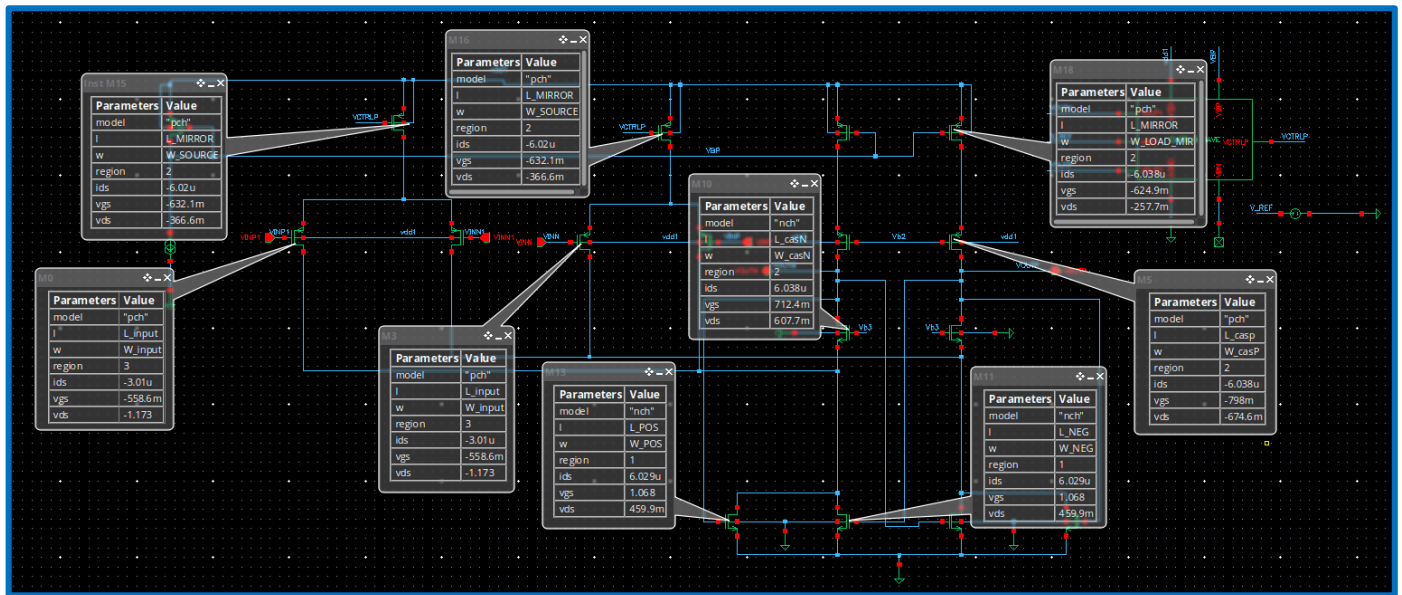 M16
Parameters Value
model "pch"
l L_MIRROR
w W_SOURCE
region 2
ids -6.02u
vgs -632.1m
vds -366.6m
Inst M15
Parameters Value
model "pch"
l L_MIRROR
w W_SOURCE
region 2
ids -6.02u
vgs -632.1m
vds -366.6m
M18
Parameters Value
model "pch"
l L_MIRROR
w W_LOAD_MIR
region 2
ids -6.038u
vgs -624.9m
vds -257.7m
vdd1
VBP
VCTRLP
VCTRLP
VBP
VBP
VCTRLP
VCTRLP
V_REF
M10
Parameters Value
model "nch"
l L_casN
w W_casN
region 2
ids 6.038u
vgs 712.4m
vds 607.7m
VINP1
VINP1
vdd1
VINN1
VINN1
VINN
VINN
vdd1
Vb2
vdd1
M0
Parameters Value
model "pch"
l L_input
w W_input
region 3
ids -3.01u
vgs -558.6m
vds -1.173
M5
Parameters Value
model "pch"
l L_casp
w W_casP
region 2
ids -6.038u
vgs -798m
vds -674.6m
M3
Parameters Value
model "pch"
l L_input
w W_input
region 3
ids -3.01u
vgs -558.6m
vds -1.173
Vb3
Vb3
M13
Parameters Value
model "nch"
l L_POS
w W_POS
region 1
ids 6.029u
vgs 1.068
vds 459.9m
M11
Parameters Value
model "nch"
l L_NEG
w W_NEG
region 1
ids 6.029u
vgs 1.068
vds 459.9m